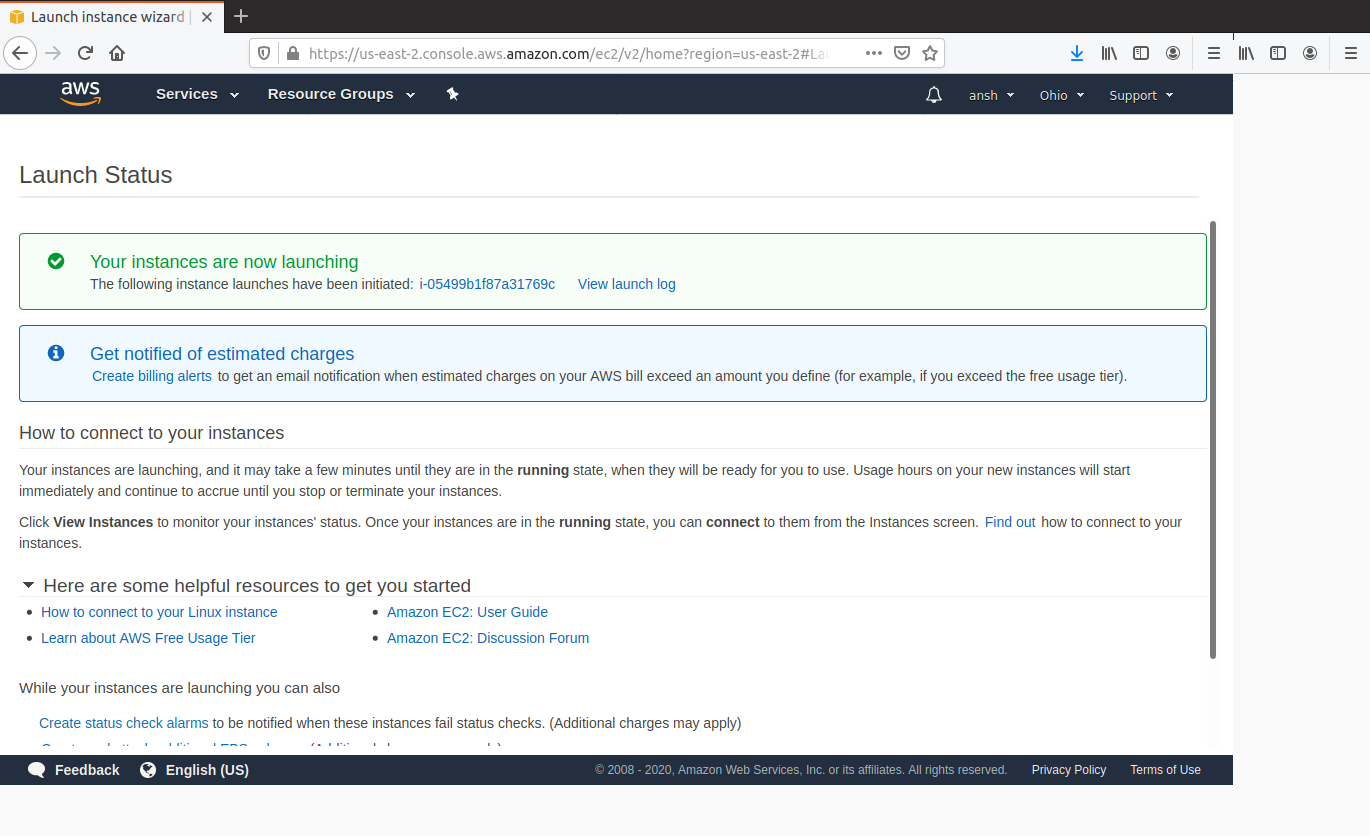 Launch instance wizard
https://us-east-2.console.aws.amazon.com/ec2/v2/home?region=us-east-2#La
aws Services Resource Groups ansh Ohio Support
Launch Status
Your instances are now launching
The following instance launches have been initiated: i-05499b1f87a31769c View launch log
Get notified of estimated charges
Create billing alerts to get an email notification when estimated charges on your AWS bill exceed an amount you define (for example, if you exceed the free usage tier).
How to connect to your instances
Your instances are launching, and it may take a few minutes until they are in the running state, when they will be ready for you to use. Usage hours on your new instances will start
immediately and continue to accrue until you stop or terminate your instances.
Click View Instances to monitor your instances' status. Once your instances are in the running state, you can connect to them from the Instances screen. Find out how to connect to your
instances.
Here are some helpful resources to get you started
• How to connect to your Linux instance • Amazon EC2: User Guide
• Learn about AWS Free Usage Tier • Amazon EC2: Discussion Forum
While your instances are launching you can also
Create status check alarms to be notified when these instances fail status checks. (Additional charges may apply)
Feedback English (US) © 2008 - 2020, Amazon Web Services, Inc. or its affiliates. All rights reserved. Privacy Policy Terms of Use